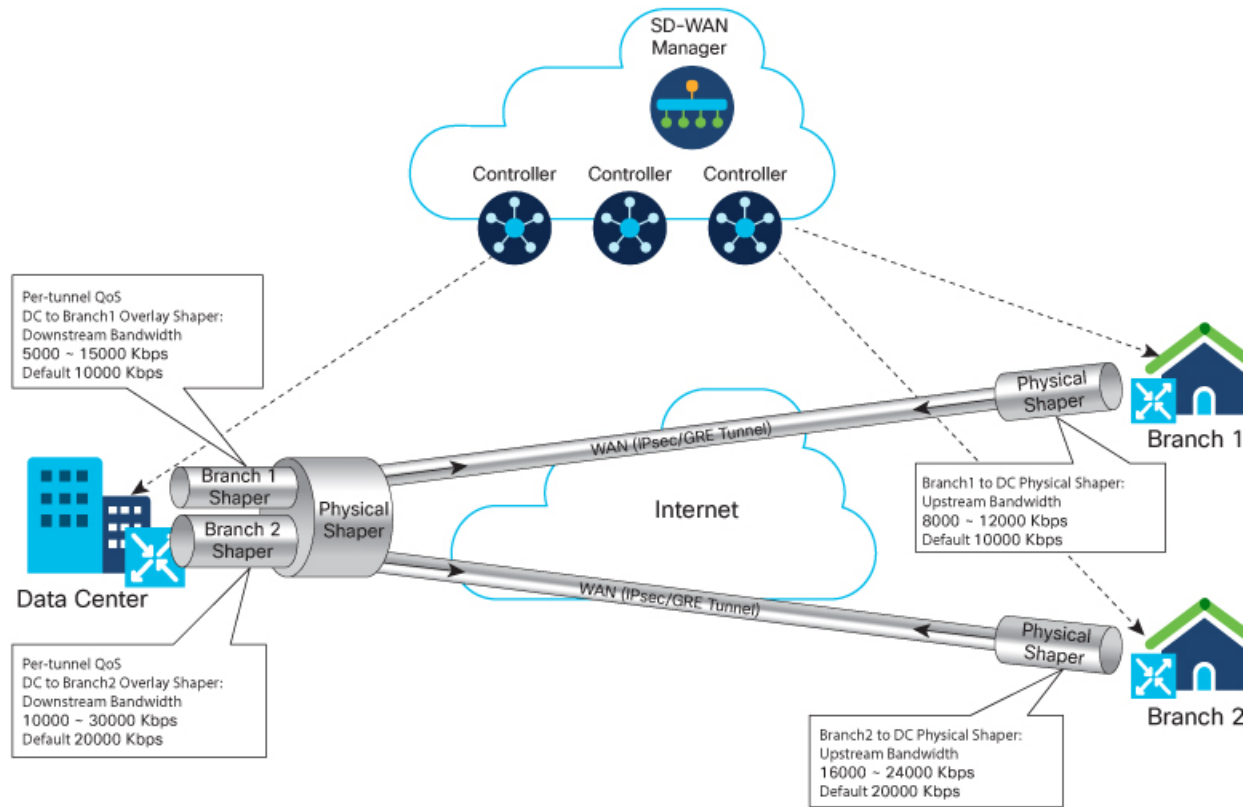 SD-WAN
Manager
Controller
Controller
Controller
Per-tunnel QoS
DC to Branch1 Overlay Shaper:
Downstream Bandwidth
5000 ~ 15000 Kbps
Default 10000 Kbps
Physical
Shaper
Branch 1
WAN (IPsec/GRE Tunnel)
Branch 1
Shaper
Branch 2
Shaper
Physical
Shaper
Internet
Branch1 to DC Physical Shaper:
Upstream Bandwidth
8000 ~ 12000 Kbps
Default 10000 Kbps
Data Center
WAN (IPsec/GRE Tunnel)
Physical
Shaper
Branch 2
Per-tunnel QoS
DC to Branch2 Overlay Shaper:
Downstream Bandwidth
10000 ~ 30000 Kbps
Default 20000 Kbps
Branch2 to DC Physical Shaper:
Upstream Bandwidth
16000 ~ 24000 Kbps
Default 20000 Kbps